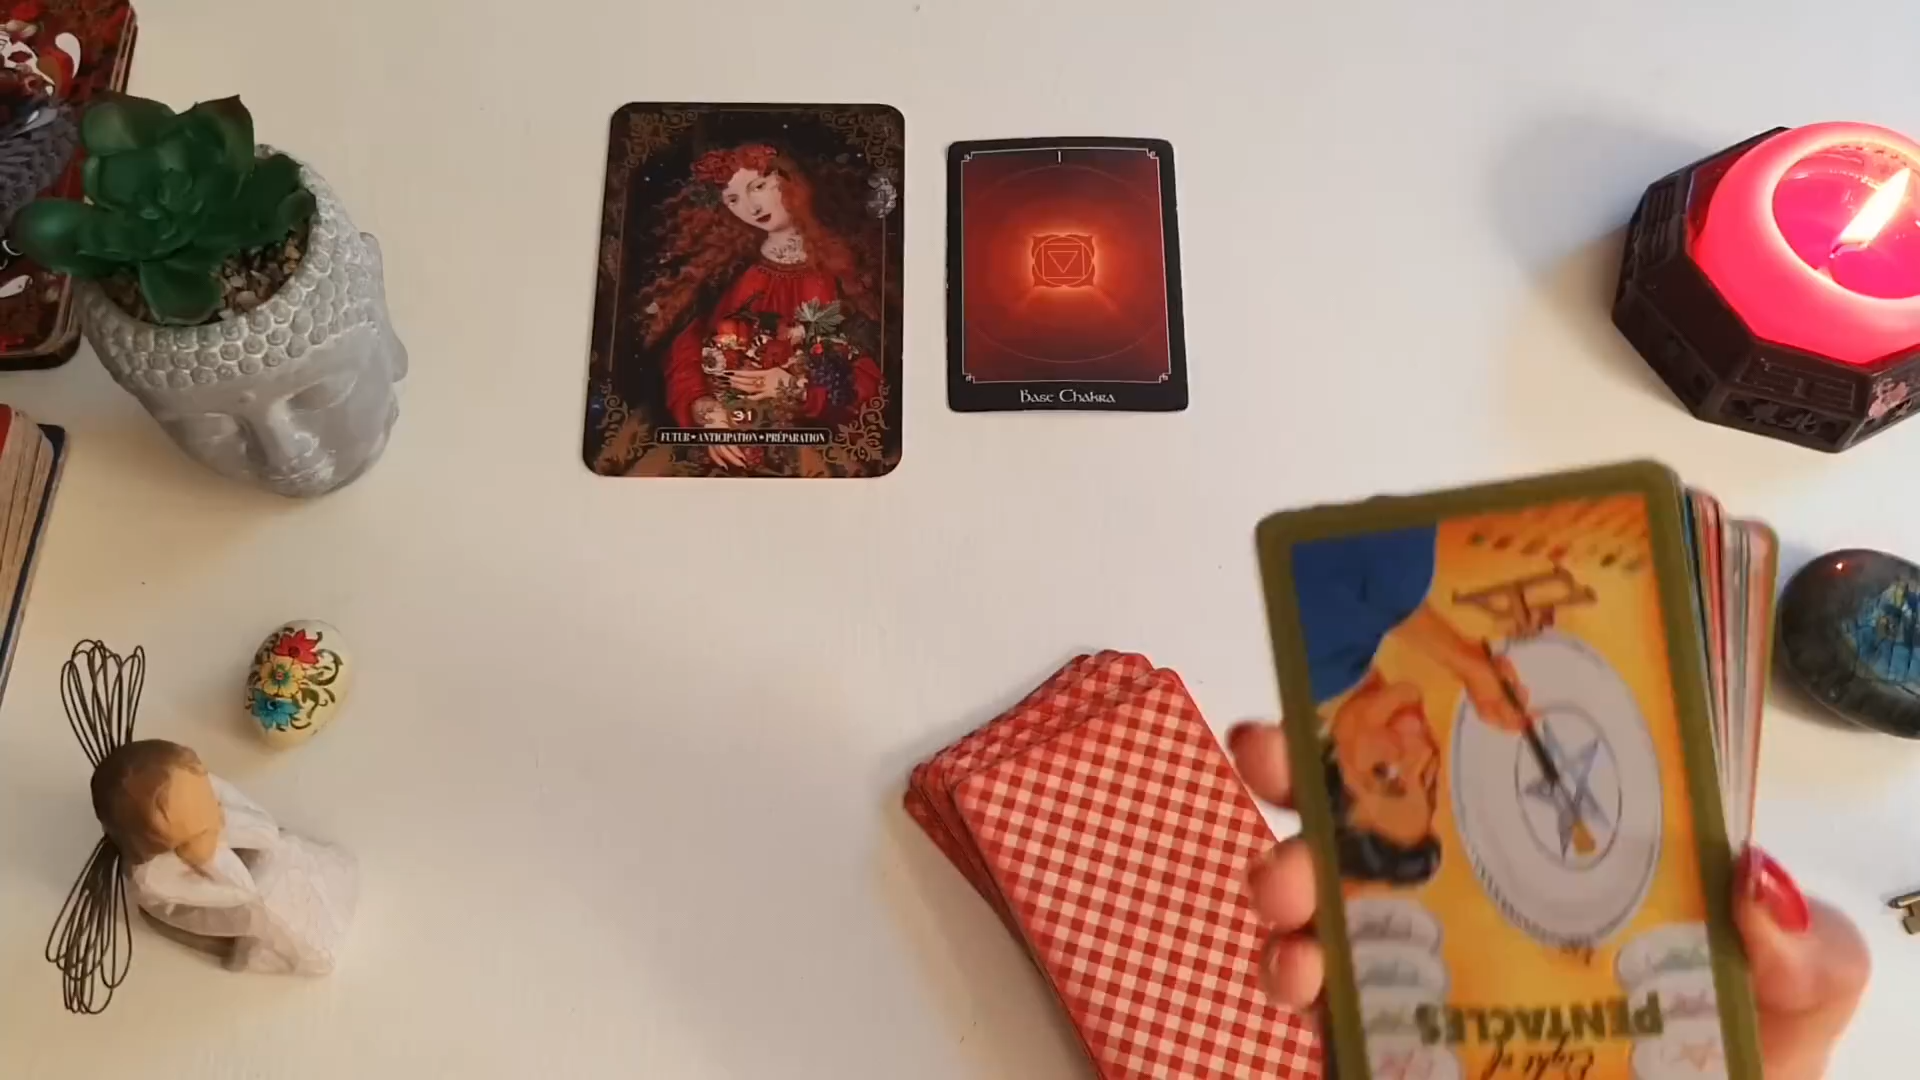 31
FUTUR • ANTICIPATION • PRÉPARATION
I
Base Chakra
Eight of
PENTACLES